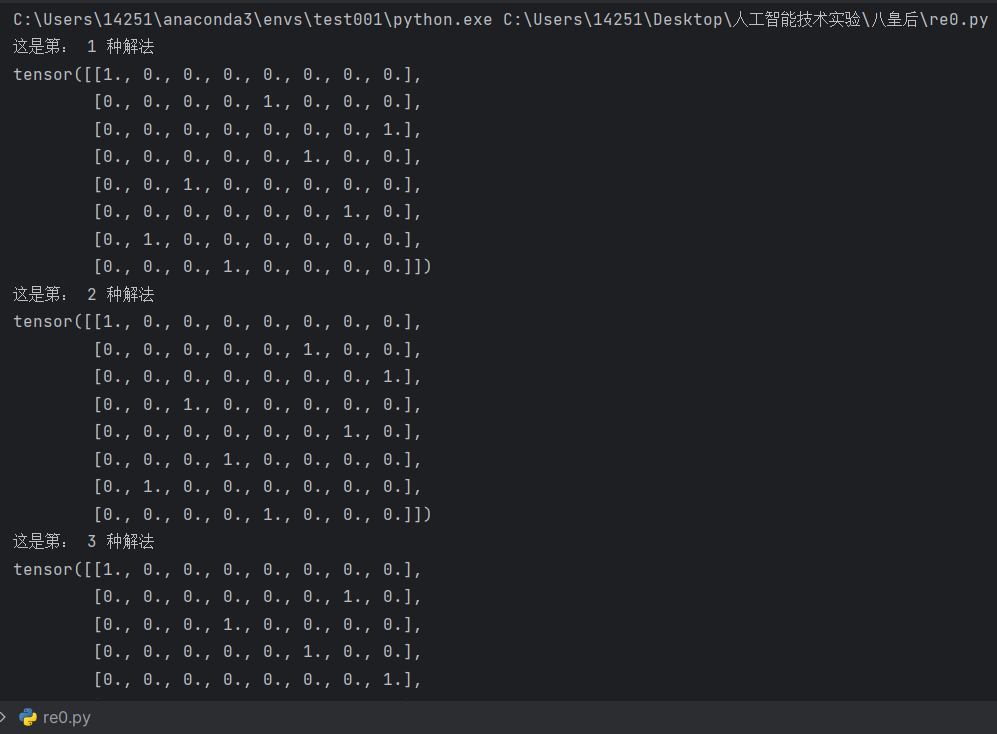 C:\Users\14251\anaconda3\envs\test001\python.exe C:\Users\14251\Desktop\人工智能技术实验\八皇后\re0.py
这是第： 1 种解法
tensor([[1., 0., 0., 0., 0., 0., 0., 0.],
        [0., 0., 0., 0., 1., 0., 0., 0.],
        [0., 0., 0., 0., 0., 0., 0., 1.],
        [0., 0., 0., 0., 0., 1., 0., 0.],
        [0., 0., 1., 0., 0., 0., 0., 0.],
        [0., 0., 0., 0., 0., 0., 1., 0.],
        [0., 1., 0., 0., 0., 0., 0., 0.],
        [0., 0., 0., 1., 0., 0., 0., 0.]])
这是第： 2 种解法
tensor([[1., 0., 0., 0., 0., 0., 0., 0.],
        [0., 0., 0., 0., 0., 1., 0., 0.],
        [0., 0., 0., 0., 0., 0., 0., 1.],
        [0., 0., 1., 0., 0., 0., 0., 0.],
        [0., 0., 0., 0., 0., 0., 1., 0.],
        [0., 0., 0., 1., 0., 0., 0., 0.],
        [0., 1., 0., 0., 0., 0., 0., 0.],
        [0., 0., 0., 0., 1., 0., 0., 0.]])
这是第： 3 种解法
tensor([[1., 0., 0., 0., 0., 0., 0., 0.],
        [0., 0., 0., 0., 0., 0., 1., 0.],
        [0., 0., 0., 1., 0., 0., 0., 0.],
        [0., 0., 0., 0., 0., 1., 0., 0.],
        [0., 0., 0., 0., 0., 0., 0., 1.],
re0.py